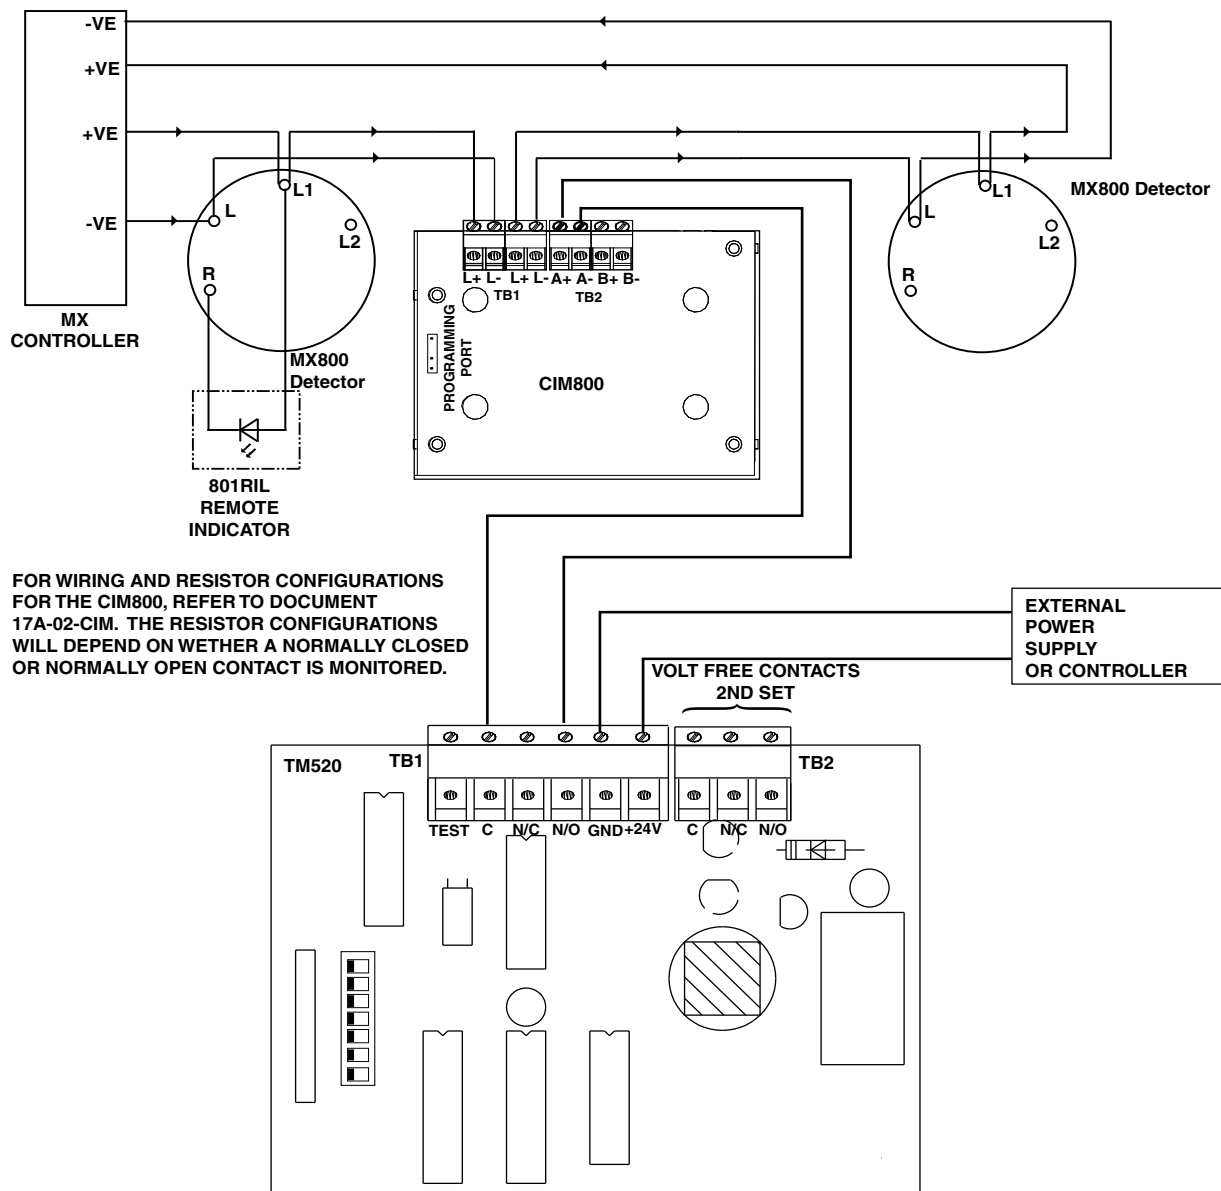 -VE
+VE
+VE
-VE
MX
CONTROLLER
L
L1
L2
R
MX800
Detector
801RIL
REMOTE
INDICATOR
L+ L- L+ L- A+ A- B+ B-
TB1
TB2
PROGRAMMING
PORT
CIM800
L
L1
L2
R
MX800 Detector
FOR WIRING AND RESISTOR CONFIGURATIONS
FOR THE CIM800, REFER TO DOCUMENT
17A-02-CIM. THE RESISTOR CONFIGURATIONS
WILL DEPEND ON WETHER A NORMALLY CLOSED
OR NORMALLY OPEN CONTACT IS MONITORED.
EXTERNAL
POWER
SUPPLY
OR CONTROLLER
VOLT FREE CONTACTS
2ND SET
TM520
TB1
TB2
TEST C N/C N/O GND +24V
C N/C N/O